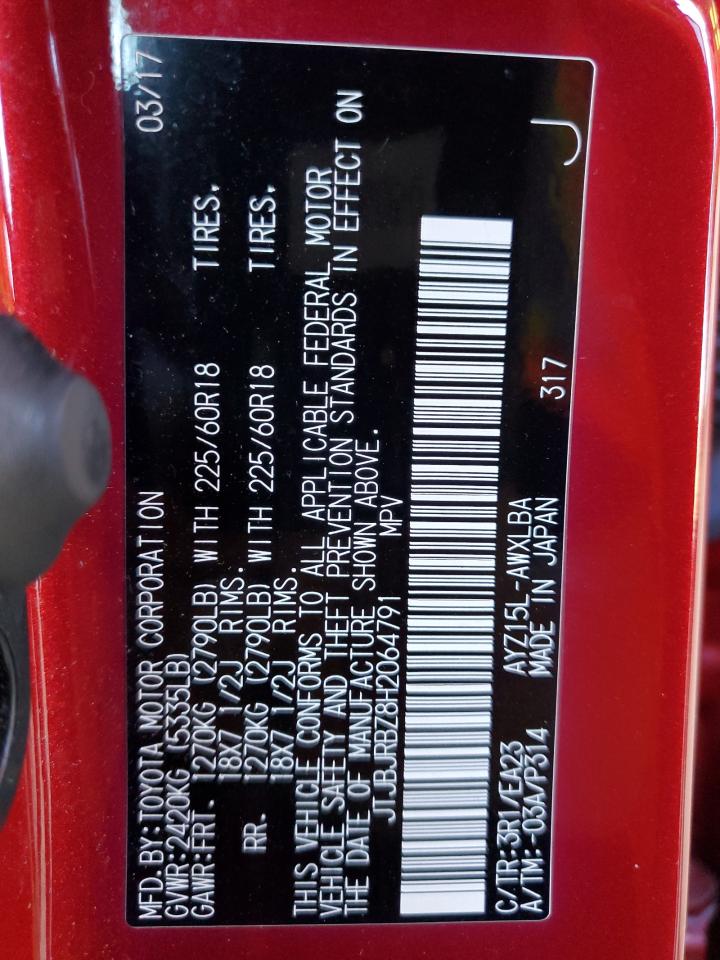 MFD.BY:TOYOTA MOTOR CORPORATION 03/17
GVWR:2420KG (5335LB)
GAWR:FRT. 1270KG (2790LB) WITH 225/60R18 TIRES.
18X7 1/2J RIMS.
RR. 1270KG (2790LB) WITH 225/60R18 TIRES.
18X7 1/2J RIMS.
THIS VEHICLE CONFORMS TO ALL APPLICABLE FEDERAL MOTOR
VEHICLE SAFETY AND THEFT PREVENTION STANDARDS IN EFFECT ON
THE DATE OF MANUFACTURE SHOWN ABOVE.
JTJBJRBZ8H2064791 MPV
C/TR:3R1/EA23 AYZ15L-AWXLBA
A/TM:-03A/P314 MADE IN JAPAN 317 J